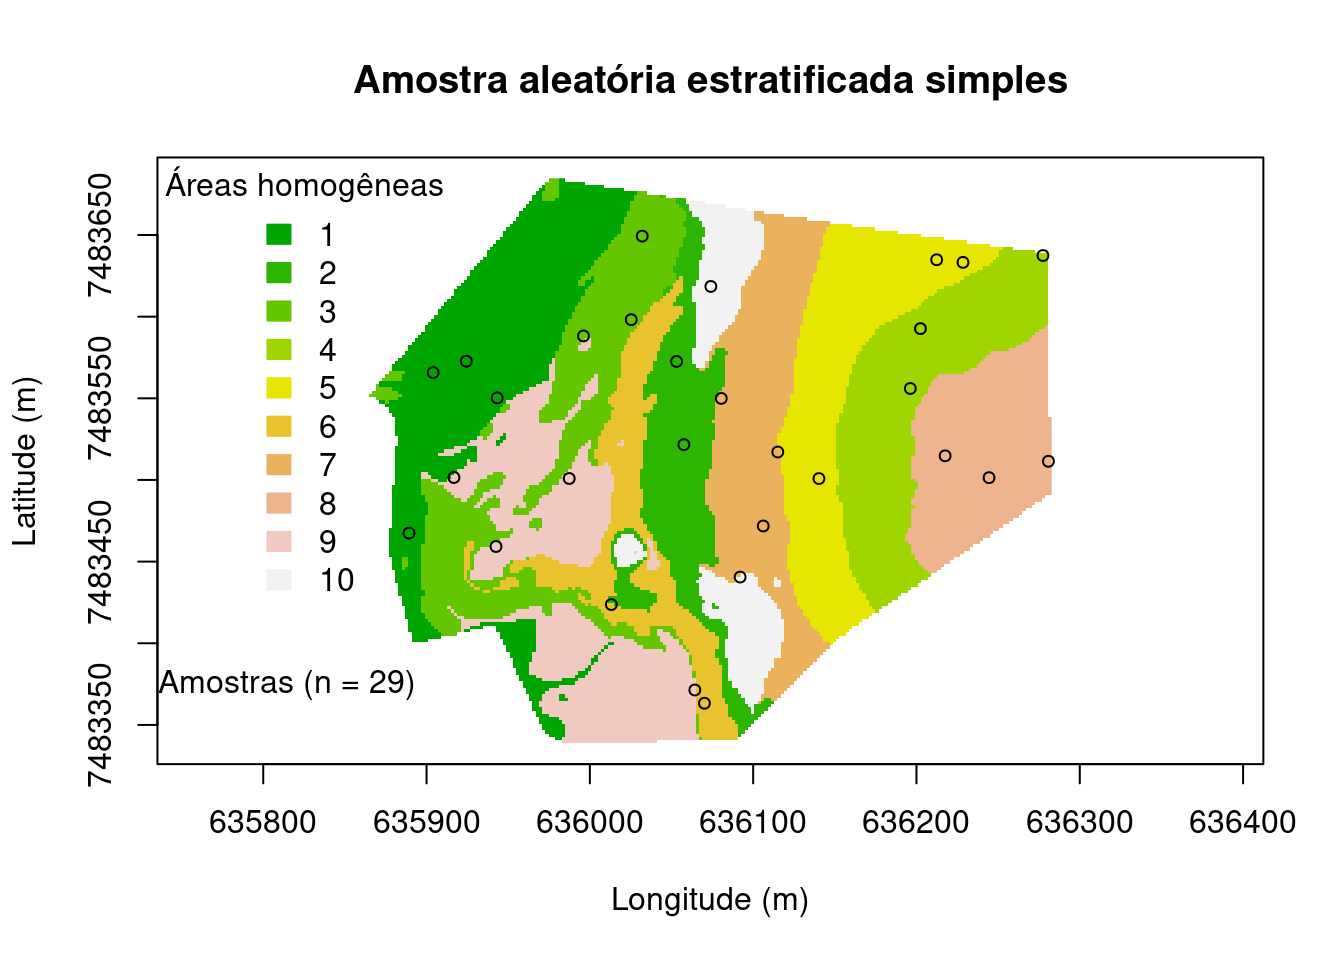 Amostra aleatória estratificada simples
Áreas homogêneas
1
2
3
4
5
6
7
8
9
10
Amostras (n = 29)
Latitude (m)
7483650
7483550
7483450
7483350
635800 635900 636000 636100 636200 636300 636400
Longitude (m)